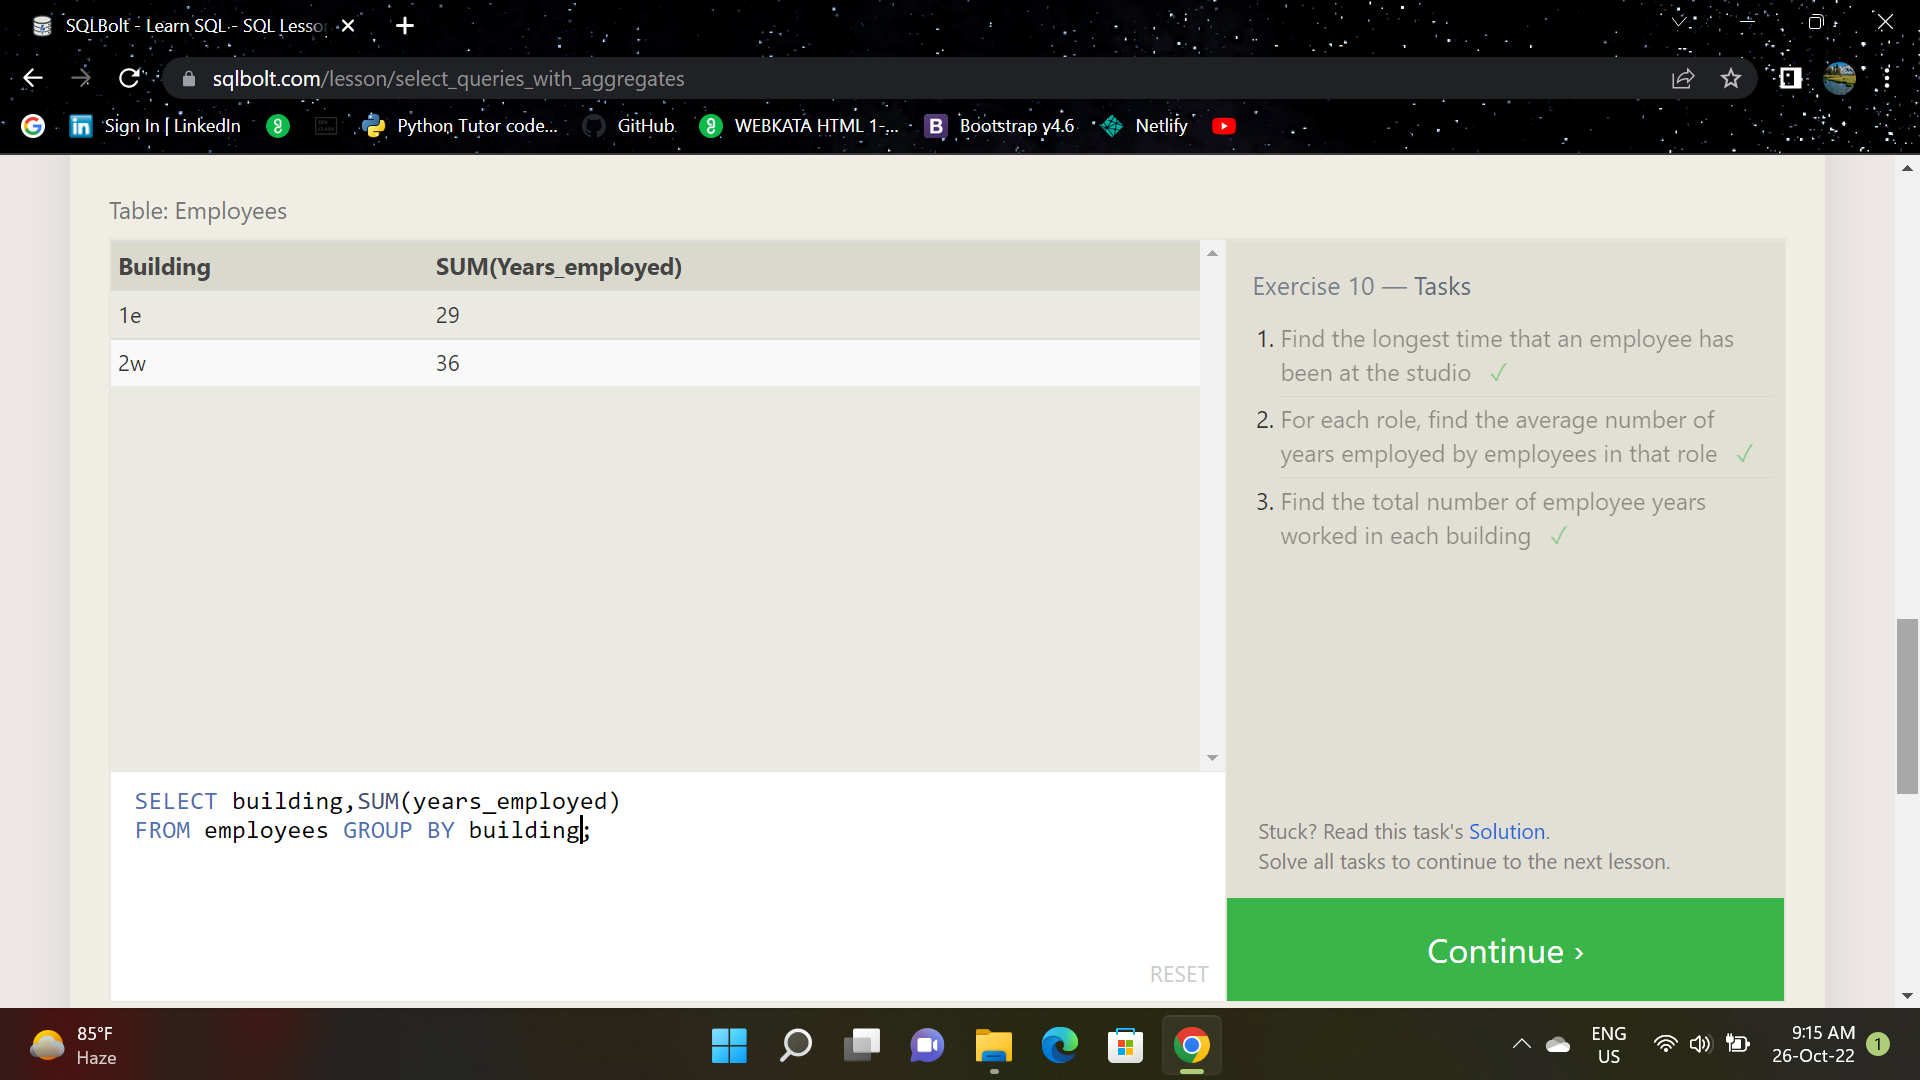 SQLBolt - Learn SQL - SQL Lesso
sqlbolt.com/lesson/select_queries_with_aggregates
Sign In | LinkedIn
Python Tutor code...
GitHub
WEBKATA HTML 1-...
Bootstrap v4.6
Netlify
Table: Employees
Building SUM(Years_employed)
1e 29
2w 36
Exercise 10 — Tasks
1. Find the longest time that an employee has
been at the studio ✓
2. For each role, find the average number of
years employed by employees in that role ✓
3. Find the total number of employee years
worked in each building ✓
SELECT building,SUM(years_employed)
FROM employees GROUP BY building;
RESET
Stuck? Read this task's Solution.
Solve all tasks to continue to the next lesson.
Continue ›
85°F
Haze
ENG
US
9:15 AM
26-Oct-22
1